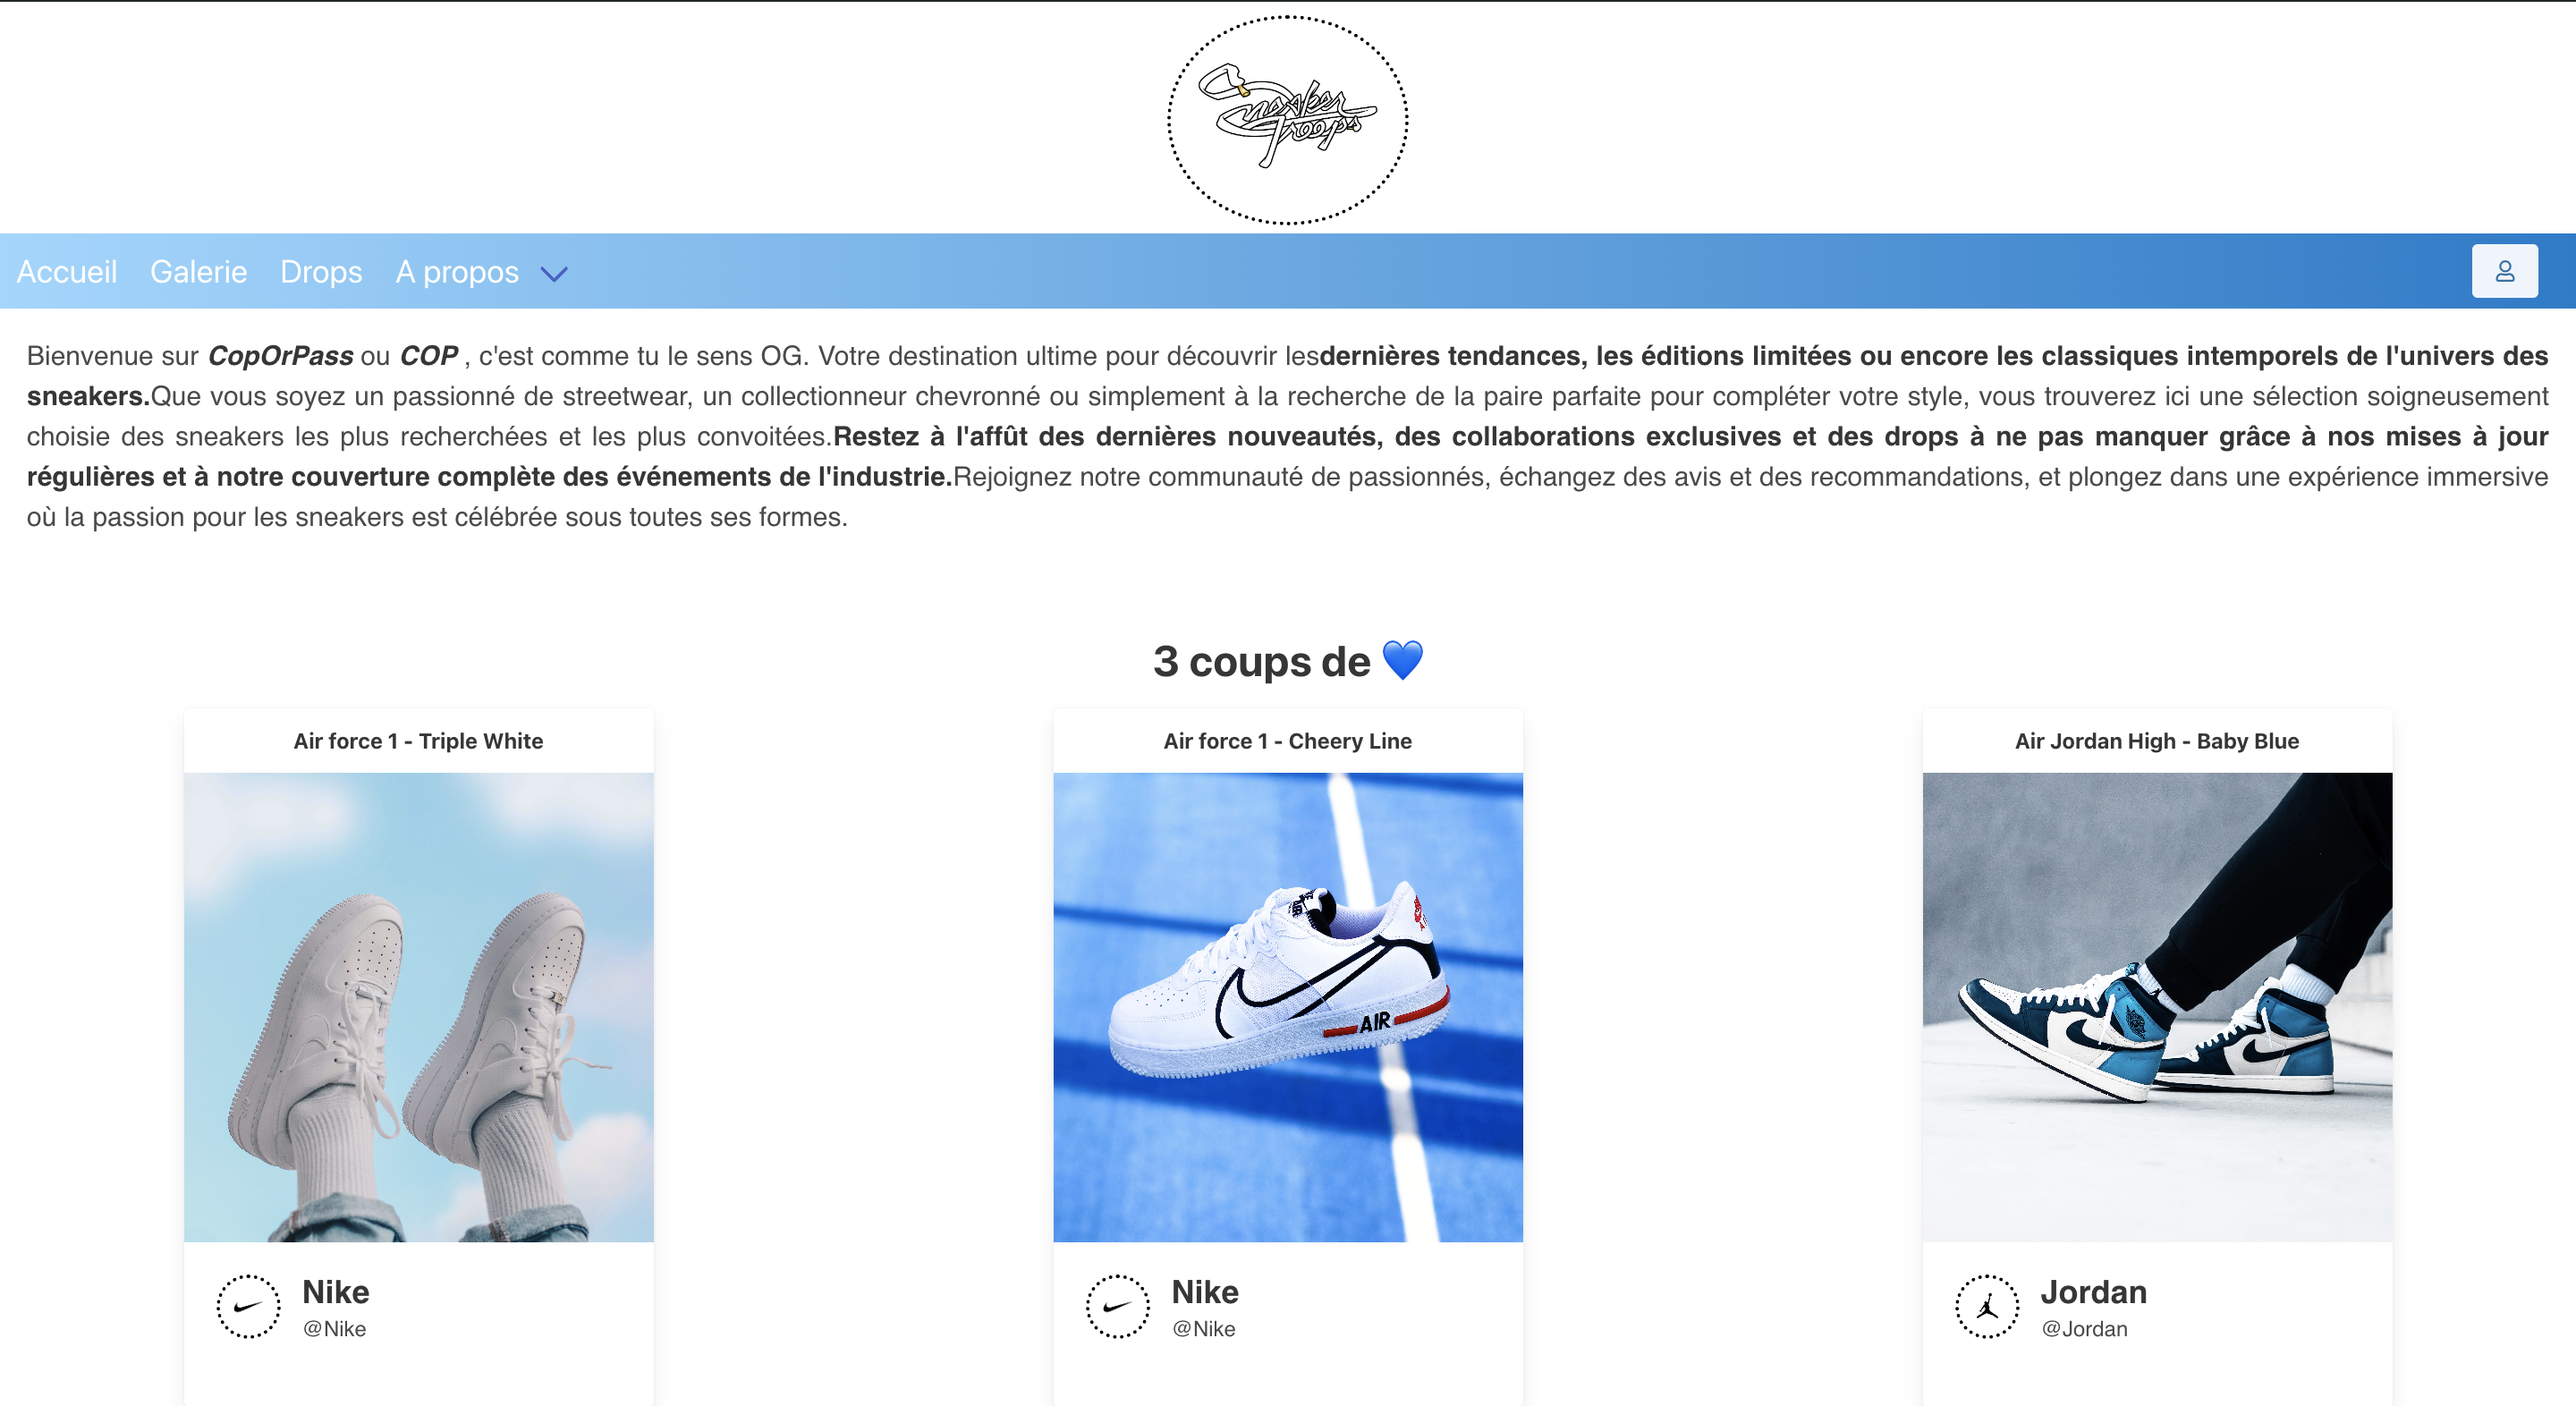 Sneaker
Troops
Accueil Galerie Drops A propos
Bienvenue sur CopOrPass ou COP , c'est comme tu le sens OG. Votre destination ultime pour découvrir lesdernières tendances, les éditions limitées ou encore les classiques intemporels de l'univers des
sneakers.Que vous soyez un passionné de streetwear, un collectionneur chevronné ou simplement à la recherche de la paire parfaite pour compléter votre style, vous trouverez ici une sélection soigneusement
choisie des sneakers les plus recherchées et les plus convoitées.Restez à l'affût des dernières nouveautés, des collaborations exclusives et des drops à ne pas manquer grâce à nos mises à jour
régulières et à notre couverture complète des événements de l'industrie.Rejoignez notre communauté de passionnés, échangez des avis et des recommandations, et plongez dans une expérience immersive
où la passion pour les sneakers est célébrée sous toutes ses formes.
3 coups de 💙
Air force 1 - Triple White
Air force 1 - Cheery Line
Air Jordan High - Baby Blue
AIR
Nike
@Nike
Nike
@Nike
Jordan
@Jordan